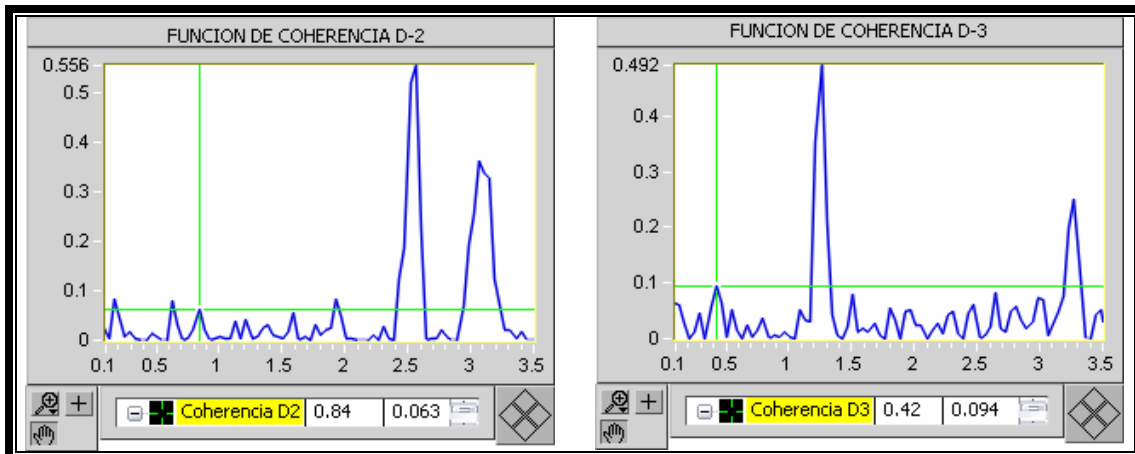 FUNCION DE COHERENCIA D-2
0.556
0.5
0.4
0.3
0.2
0.1
0
0.1 0.5 1 1.5 2 2.5 3 3.5
Coherencia D2 0.84 0.063
FUNCION DE COHERENCIA D-3
0.492
0.4
0.3
0.2
0.1
0
0.1 0.5 1 1.5 2 2.5 3 3.5
Coherencia D3 0.42 0.094